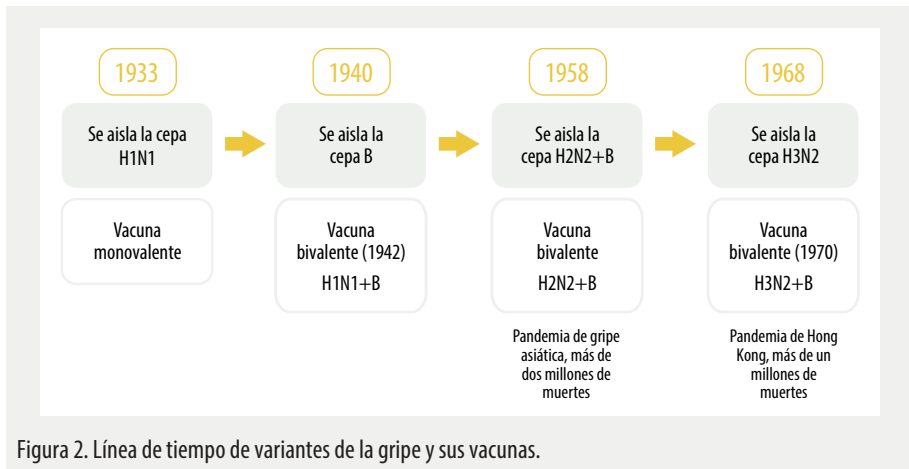 1933
1940
1958
1968
Se aisla la cepa
H1N1
Se aisla la
cepa B
Se aisla la
cepa H2N2+B
Se aisla la
cepa H3N2
Vacuna
monovalente
Vacuna
bivalente (1942)
H1N1+B
Vacuna
bivalente
H2N2+B
Vacuna
bivalente (1970)
H3N2+B
Pandemia de gripe
asiática, más de
dos millones de
muertes
Pandemia de Hong
Kong, más de un
millones de
muertes
Figura 2. Línea de tiempo de variantes de la gripe y sus vacunas.